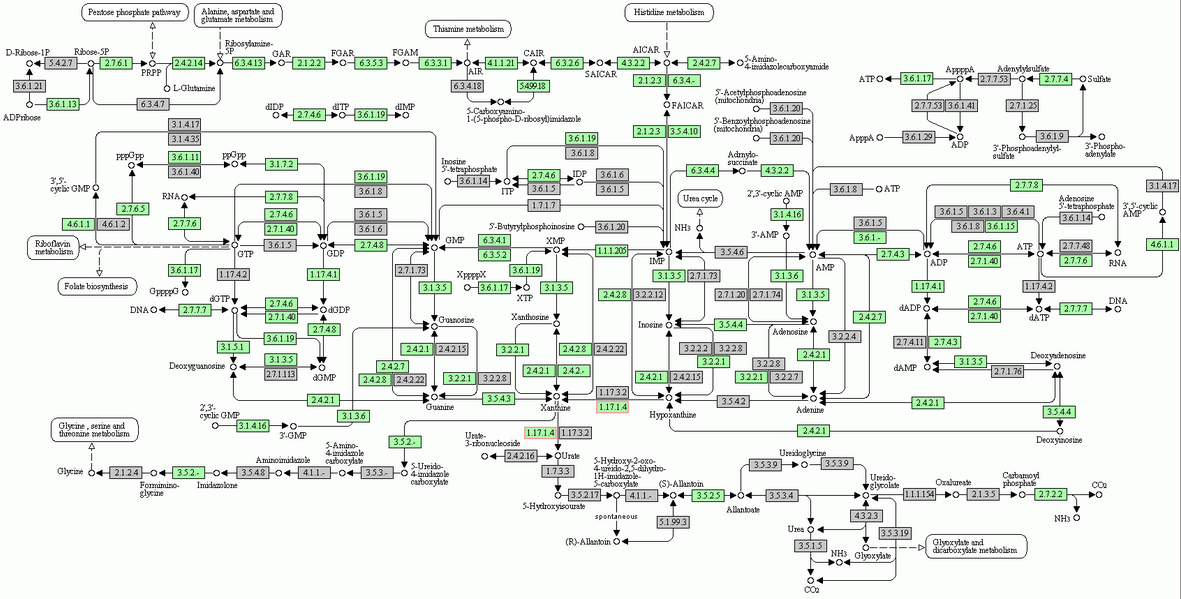 Pentose phosphate pathway
Alanine, aspartate and
glutamate metabolism
Thiamine metabolism
Histidine metabolism
D-Ribose-1P
5.4.2.7
Ribose-5P
2.7.6.1
PRPP
2.4.2.14
Ribosylamine-
5P
6.3.4.13
GAR
2.1.2.2
FGAR
6.3.5.3
FGAM
6.3.3.1
AIR
4.1.1.21
CAIR
6.3.2.6
SAICAR
4.3.2.2
AICAR
2.4.2.7
5-Amino-
4-imidazolecarboxyamide
3.6.1.21
3.6.1.13
ADPribose
6.3.4.7
L-Glutamine
6.3.4.18
5.4.99.18
5-Carboxyamino-
1-(5-phospho-D-ribosyl)imidazole
2.1.2.3
6.3.4.-
FAICAR
2.1.2.3
3.5.4.10
dIDP
2.7.4.6
dITP
3.6.1.19
dIMP
5'-Acetylphosphoadenosine
(mitochondria)
3.6.1.20
5'-Benzoylphosphoadenosine
(mitochondria)
3.6.1.20
ATP
3.6.1.17
AppppA
2.7.7.53
Adenylylsulfate
2.7.7.4
Sulfate
2.7.7.53
3.6.1.41
2.7.1.25
ApppA
3.6.1.29
ADP
3.6.1.9
3'-Phosphoadenylyl-
sulfate
3'-Phospho-
adenylate
3.1.4.17
3.1.4.35
pppGpp
3.6.1.11
3.6.1.40
ppGpp
3.1.7.2
3',5'-
cyclic GMP
RNA
2.7.7.8
3.6.1.19
3.6.1.8
2.7.6.5
2.7.7.6
2.7.4.6
2.7.1.40
3.6.1.5
3.6.1.6
4.6.1.1
4.6.1.2
Riboflavin
metabolism
GTP
3.6.1.5
GDP
2.7.4.8
GMP
Folate biosynthesis
3.6.1.17
GppppG
1.17.4.2
1.17.4.1
DNA
2.7.7.7
dGTP
2.7.4.6
2.7.1.40
dGDP
2.7.4.8
3.1.5.1
3.6.1.19
3.1.3.5
2.7.1.113
Deoxyguanosine
dGMP
2.4.2.1
Inosine
5'-tetraphosphate
3.6.1.14
ITP
3.6.1.19
3.6.1.8
2.7.4.6
3.6.1.5
IDP
3.6.1.6
3.6.1.5
1.7.1.7
5'-Butyrylphosphoinosine
3.6.1.20
6.3.4.1
6.3.5.2
XMP
1.1.1.205
IMP
2.7.1.73
3.1.3.5
XppppX
3.6.1.17
3.6.1.19
XTP
3.1.3.5
Guanosine
Xanthosine
2.4.2.1
2.4.2.15
2.4.2.7
2.4.2.8
2.4.2.22
3.2.2.1
3.2.2.8
3.2.2.1
2.4.2.8
2.4.2.22
2.4.2.1
2.4.2.-
Guanine
3.5.4.3
Xanthine
1.17.3.2
1.17.1.4
Hypoxanthine
Adenylo-
succinate
6.3.4.4
4.3.2.2
Urea cycle
NH3
2',3'-cyclic AMP
3.1.4.16
3'-AMP
3.6.1.8
ATP
3.5.4.6
AMP
3.1.3.5
2.7.1.73
3.1.3.6
2.4.2.8
3.2.2.12
2.7.1.20
2.7.1.74
3.1.3.5
Inosine
3.5.4.4
Adenosine
3.2.2.2
3.2.2.8
3.2.2.1
2.4.2.1
2.4.2.15
3.2.2.8
3.2.2.1
3.2.2.7
2.4.2.1
3.2.2.4
2.4.2.7
3.5.4.2
Adenine
2.4.2.1
2.4.2.1
3.6.1.5
3.6.1.-
2.7.4.3
ADP
3.6.1.5
3.6.1.3
3.6.4.1
3.6.1.8
3.6.1.15
2.7.7.8
Adenosine
5'-tetraphosphate
3.6.1.14
3.1.4.17
3',5'-cyclic
AMP
4.6.1.1
2.7.4.6
2.7.1.40
ATP
2.7.7.48
2.7.7.6
RNA
1.17.4.1
1.17.4.2
dADP
2.7.4.6
2.7.1.40
dATP
2.7.7.7
DNA
2.7.4.11
2.7.4.3
dAMP
3.1.3.5
2.7.1.76
Deoxyadenosine
3.5.4.4
Deoxyinosine
2',3'-
cyclic GMP
3.1.4.16
3'-GMP
3.1.3.6
Glycine , serine and
threonine metabolism
Glycine
2.1.2.4
Formimino-
glycine
3.5.2.-
Imidazolone
3.5.4.8
Aminoimidazole
4.1.1.-
5-Amino-
4-imidazole
carboxylate
3.5.3.-
5-Ureido-
4-imidazole
carboxylate
3.5.2.-
1.17.1.4
1.17.3.2
Urate-
3-ribonucleoside
2.4.2.16
Urate
1.7.3.3
5-Hydroxyisourate
3.5.2.17
5-Hydroxy-2-oxo-
4-ureido-2,5-dihydro-
1H-imidazole-
5-carboxylate
4.1.1.-
(S)-Allantoin
3.5.2.5
spontaneous
5.1.99.3
(R)-Allantoin
Allantoate
3.5.3.9
Ureidoglycine
3.5.3.9
3.5.3.4
Ureido-
glycolate
1.1.1.154
Oxalureate
2.1.3.5
Carbamoyl
phosphate
2.7.2.2
CO2
NH3
Urea
4.3.2.3
3.5.3.19
3.5.1.5
NH3
CO2
Glyoxylate
Glyoxylate and
dicarboxylate metabolism